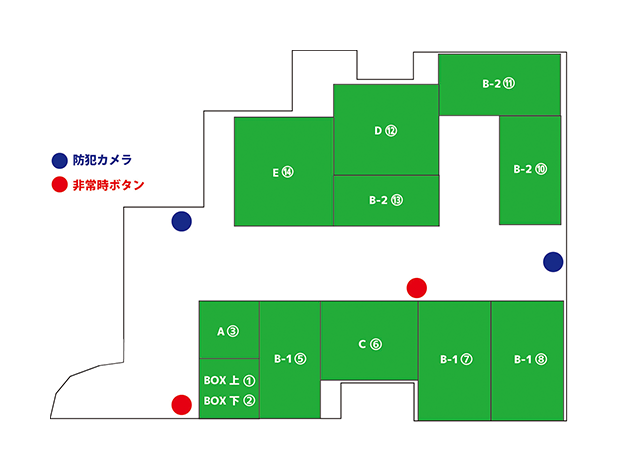 B-2 ⑪
D ⑫
防犯カメラ
非常時ボタン
E ⑭
B-2 ⑩
B-2 ⑬
A ③
C ⑥
B-1 ⑤
B-1 ⑦
B-1 ⑧
BOX 上 ①
BOX 下 ②